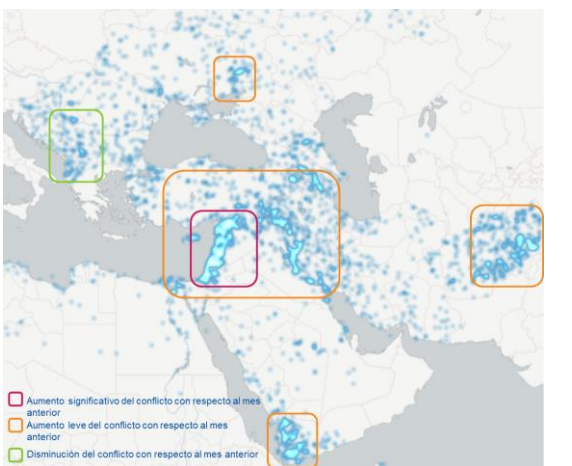 Aumento significativo del conflicto con respecto al mes
anterior
Aumento leve del conflicto con respecto al mes
anterior
Disminución del conflicto con respecto al mes anterior